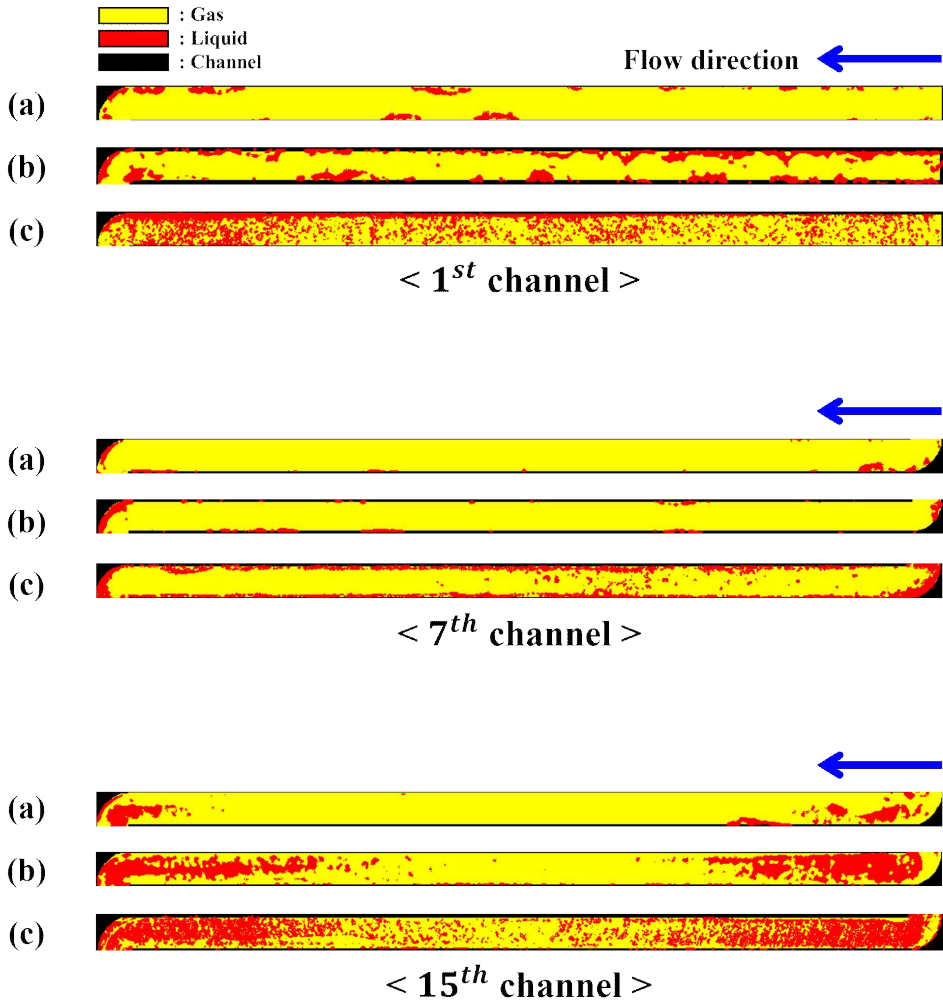 : Gas
: Liquid
: Channel
Flow direction
(a)
(b)
(c)
< 1st channel >
(a)
(b)
(c)
< 7th channel >
(a)
(b)
(c)
< 15th channel >